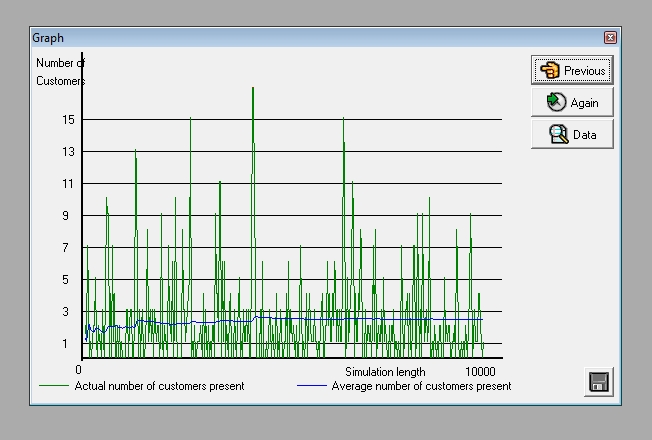 Graph
Number of
Customers
Previous
Again
Data
15
13
11
9
7
5
3
1
0
Simulation length
10000
Actual number of customers present
Average number of customers present